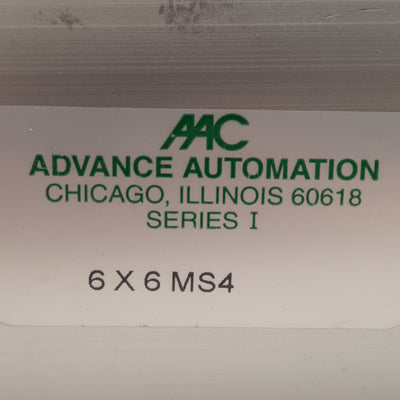 AAC
ADVANCE AUTOMATION
CHICAGO, ILLINOIS 60618
SERIES I
6 X 6 MS4